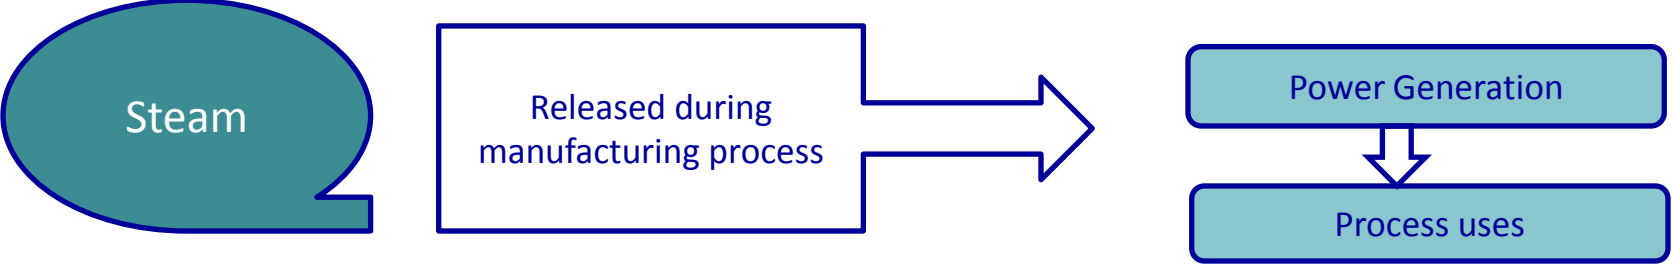 Steam
Released during
manufacturing process
Power Generation
Process uses